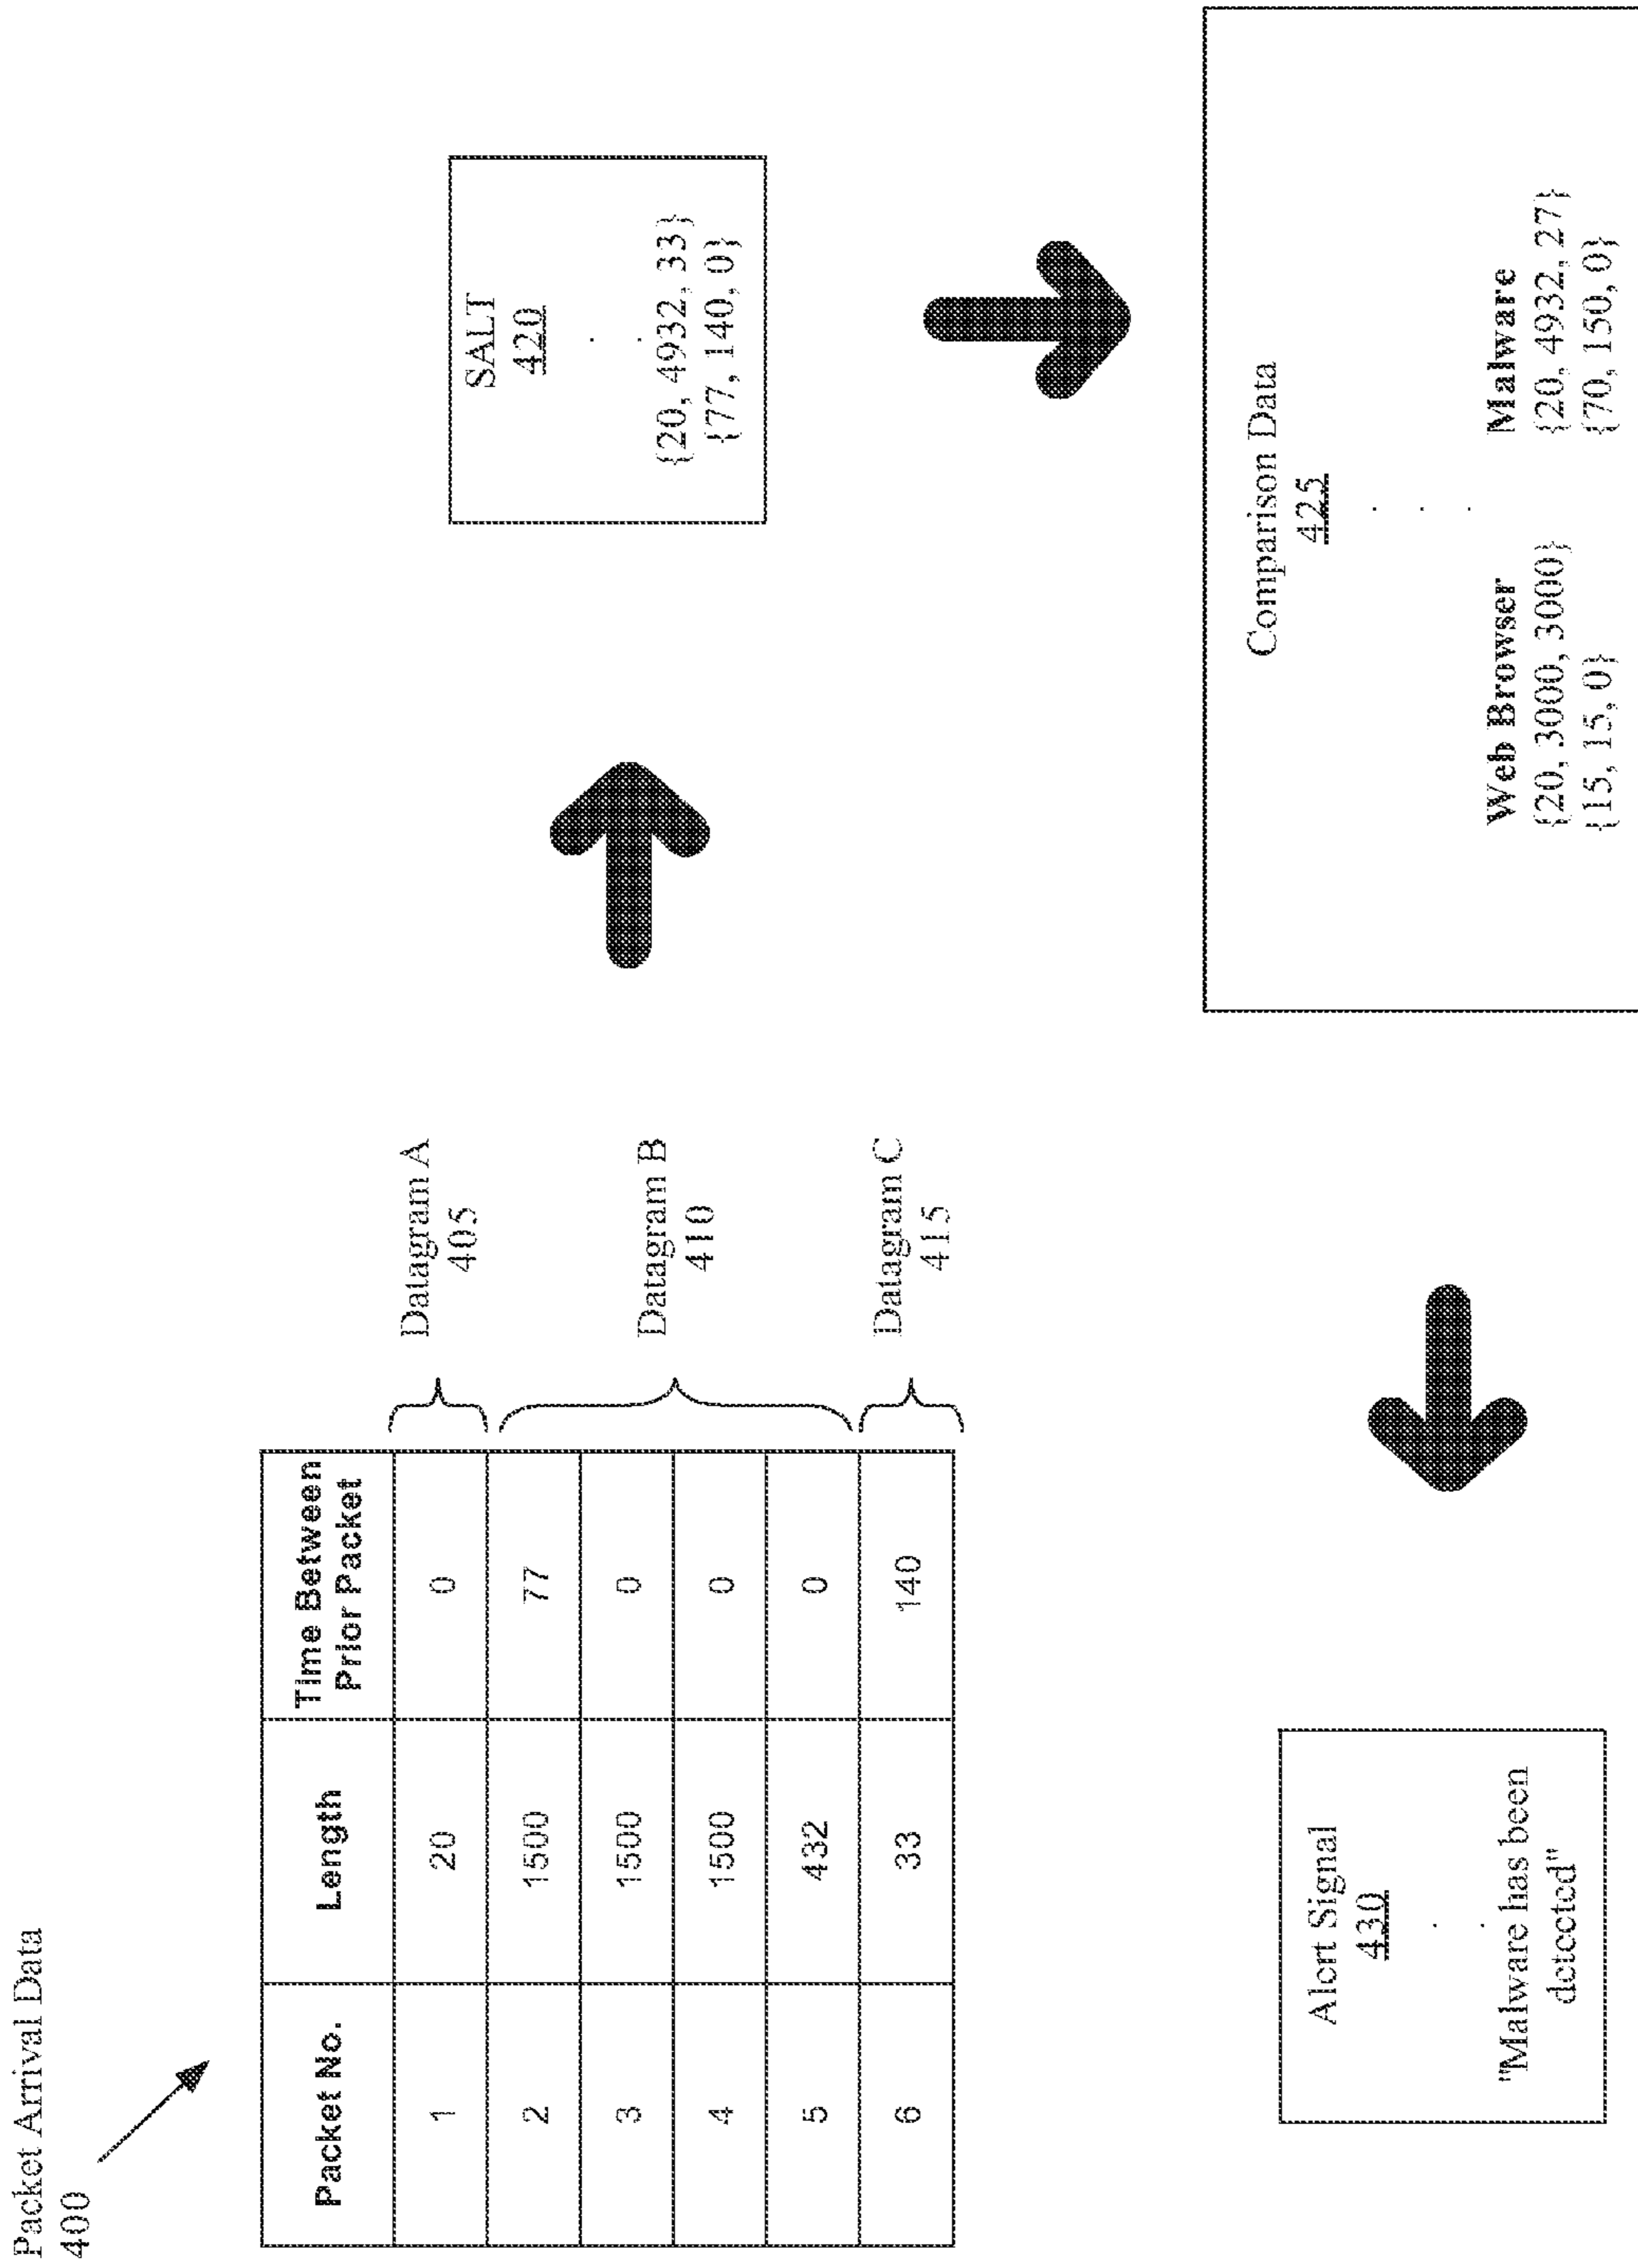 Packet Arrival Data
400
Packet No.
Length
Time Between
Prior Packet
1
20
0
2
1500
77
3
1500
0
4
1500
0
5
432
0
6
33
140
Datagram A
405
Datagram B
410
Datagram C
415
SALT
420
{20, 4932, 33}
{77, 140, 0}
Comparison Data
425
Web Browser
{20, 3000, 3000}
{15, 15, 0}
Malware
{20, 4932, 27}
{70, 150, 0}
Alert Signal
430
"Malware has been
detected"